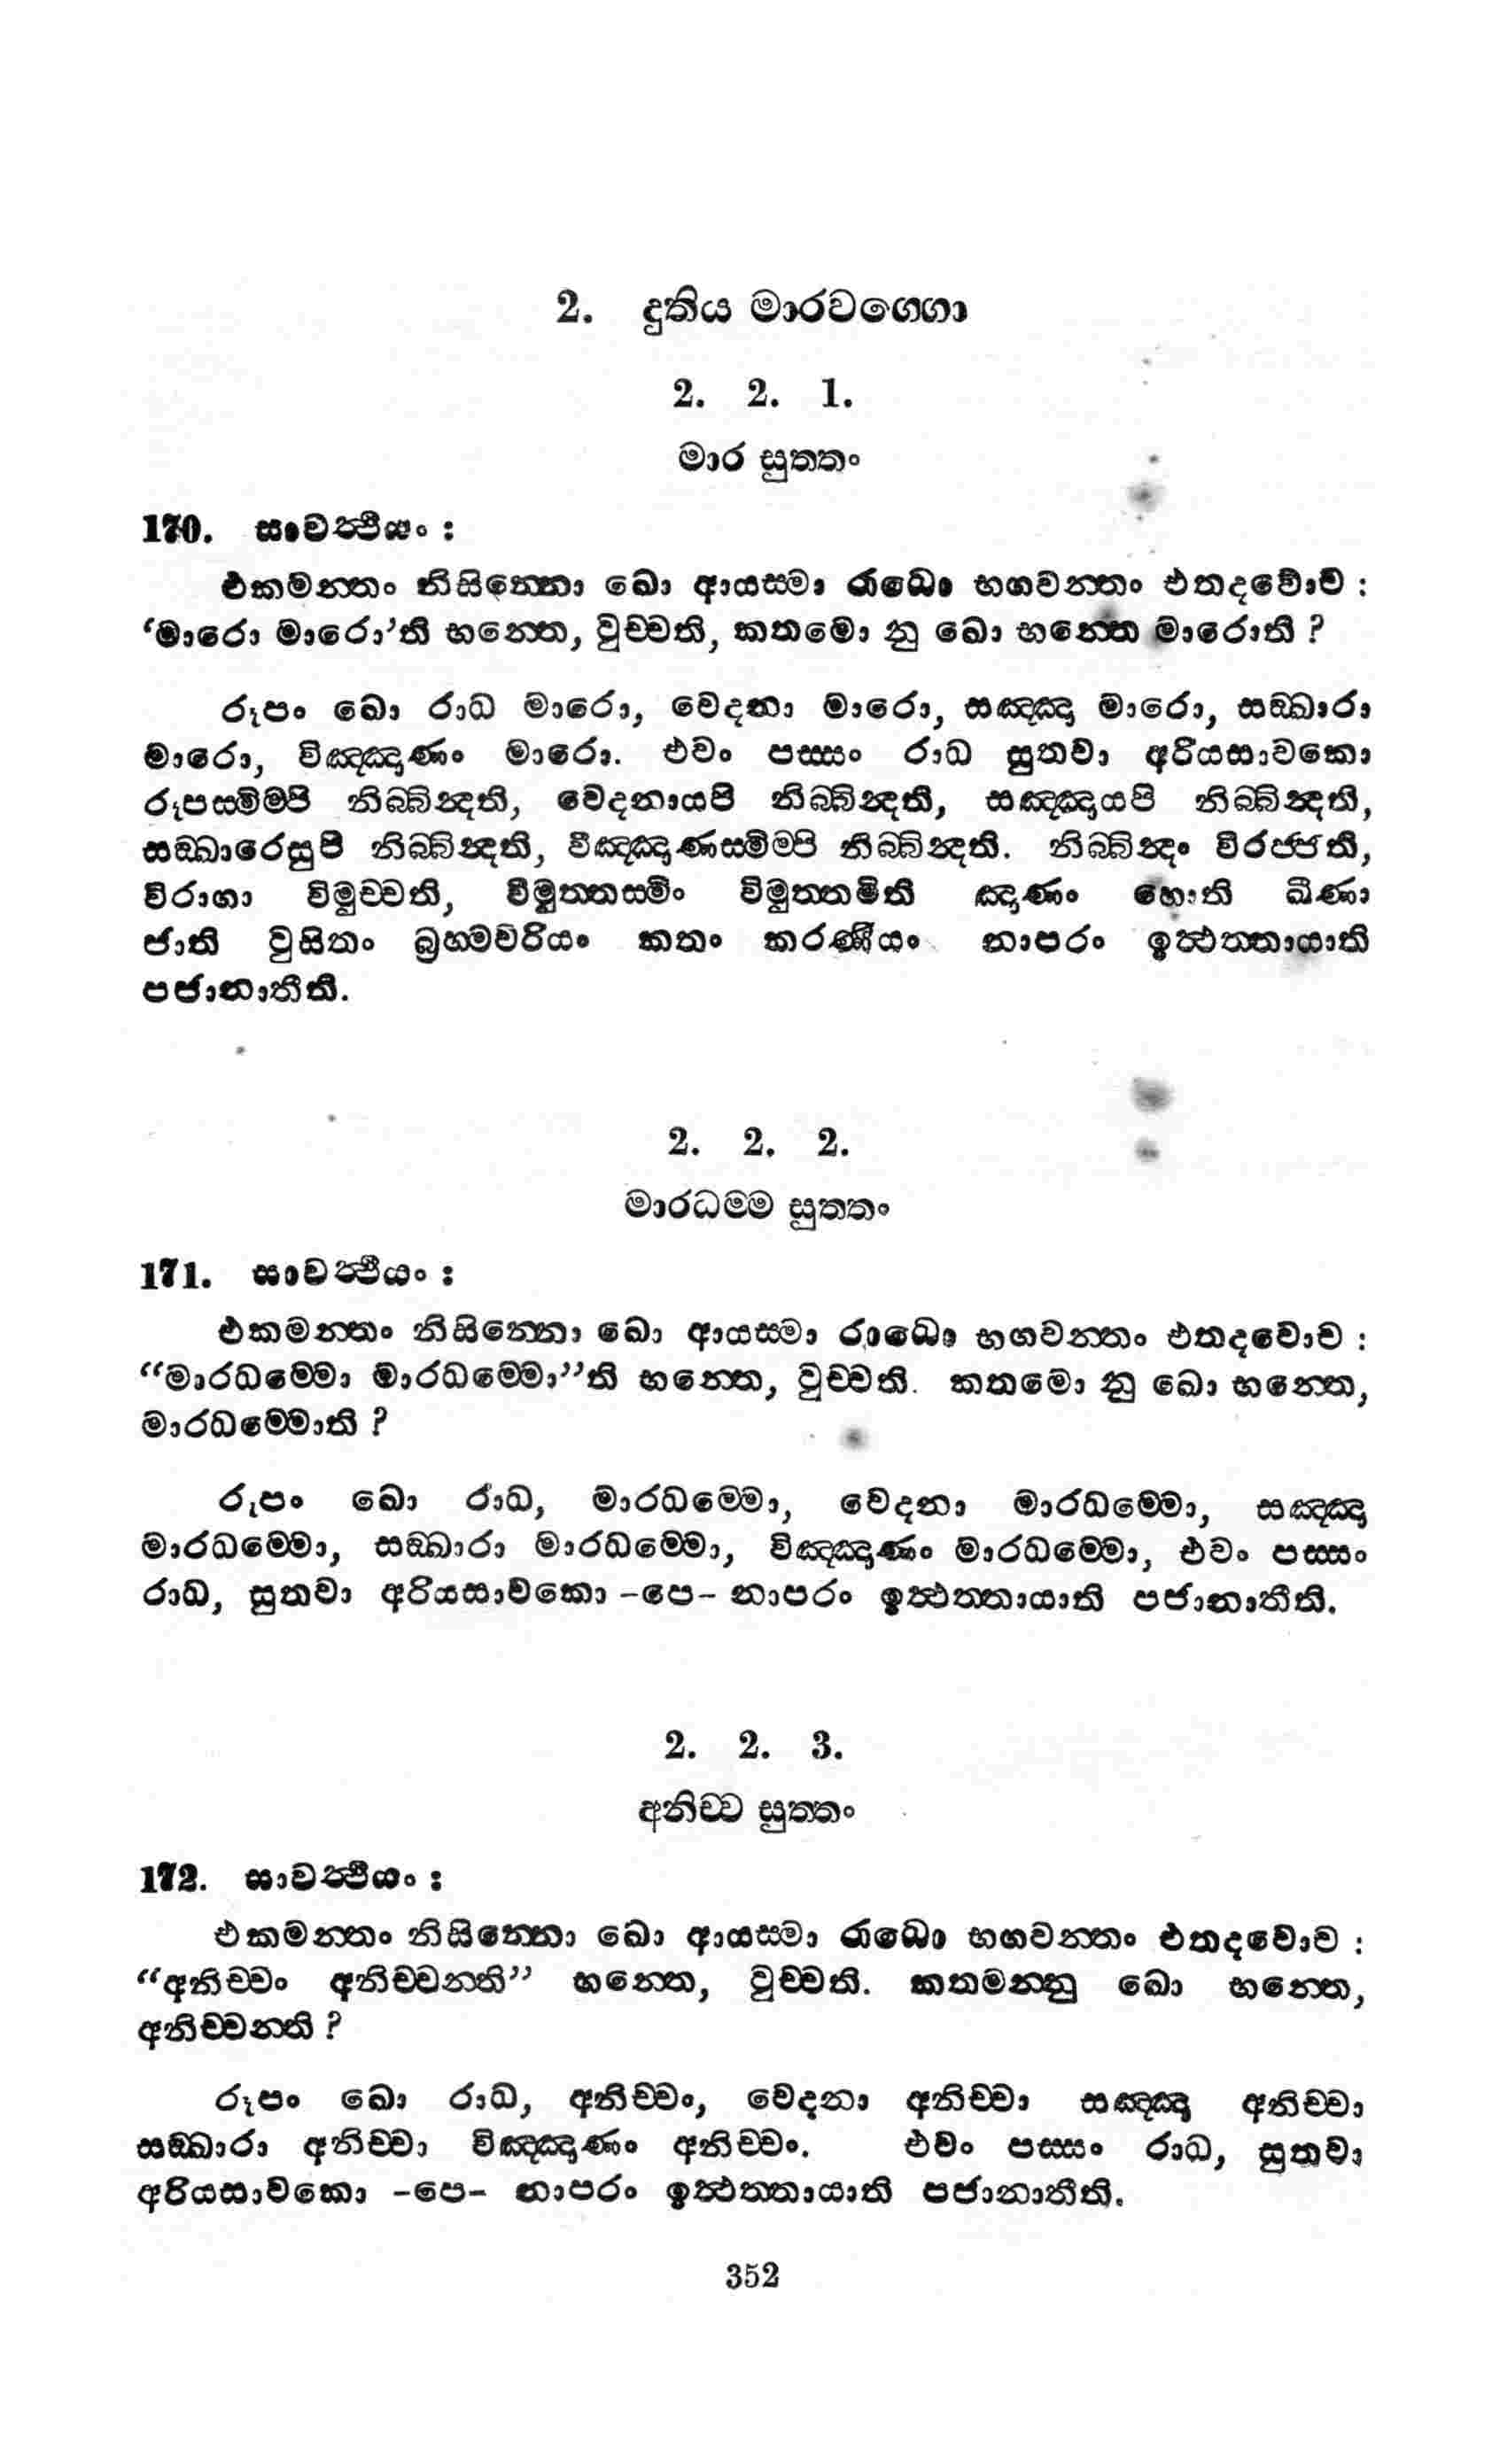 2. දුතිය මාරවග්ගො
2. 2. 1.
මාර සුත්තං
170. සාවත්ථියං :
එකමන්තං නිසින්නො ඛො ආයස්මා රාධො භගවන්තං එතදවොච :
‘මාරො මාරො’ති භන්තෙ, වුච්චති, කතමො නු ඛො භන්තෙ මාරොති ?
රූපං ඛො රාධ මාරො, වෙදනා මාරො, සඤ්ඤා මාරො, සඞ්ඛාරා
මාරො, විඤ්ඤාණං මාරො. එවං පස්සං රාධ සුතවා අරියසාවකො
රූපස්මිම්පි නිබ්බින්දති, වෙදනායපි නිබ්බින්දති, සඤ්ඤායපි නිබ්බින්දති,
සඞ්ඛාරෙසුපි නිබ්බින්දති, විඤ්ඤාණස්මිම්පි නිබ්බින්දති. නිබ්බින්දං විරජ්ජති,
විරාගා විමුච්චති, විමුත්තස්මිං විමුත්තමිති ඤාණං හොති ඛීණා
ජාති වුසිතං බ්‍රහ්මචරියං කතං කරණීයං නාපරං ඉත්ථත්තායාති
පජානාතීති.
2. 2. 2.
මාරධම්ම සුත්තං
171. සාවත්ථියං :
එකමන්තං නිසින්නො ඛො ආයස්මා රාධො භගවන්තං එතදවොච :
“මාරධම්මො මාරධම්මො”ති භන්තෙ, වුච්චති. කතමො නු ඛො භන්තෙ,
මාරධම්මොති ?
රූපං ඛො රාධ, මාරධම්මො, වෙදනා මාරධම්මො, සඤ්ඤා
මාරධම්මො, සඞ්ඛාරා මාරධම්මො, විඤ්ඤාණං මාරධම්මො, එවං පස්සං
රාධ, සුතවා අරියසාවකො -පෙ- නාපරං ඉත්ථත්තායාති පජානාතීති.
2. 2. 3.
අනිච්ච සුත්තං
172. සාවත්ථියං :
එකමන්තං නිසින්නො ඛො ආයස්මා රාධො භගවන්තං එතදවොච :
“අනිච්චං අනිච්චන්ති” භන්තෙ, වුච්චති. කතමන්නු ඛො භන්තෙ,
අනිච්චන්ති ?
රූපං ඛො රාධ, අනිච්චං, වෙදනා අනිච්චා සඤ්ඤා අනිච්චා
සඞ්ඛාරා අනිච්චා විඤ්ඤාණං අනිච්චං. එවං පස්සං රාධ, සුතවා
අරියසාවකො -පෙ- නාපරං ඉත්ථත්තායාති පජානාතීති.
352